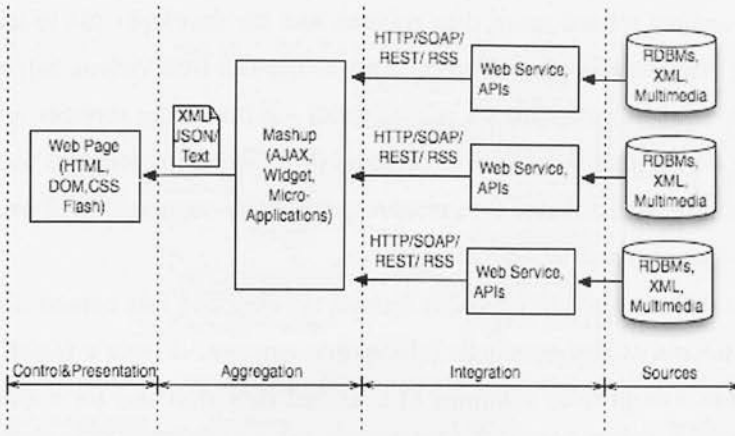 HTTP/SOAP/
REST/ RSS
Web Service,
APIs
RDBMs,
XML,
Multimedia
XML/
JSON/
Text
Web Page
(HTML,
DOM,CSS
Flash)
Mashup
(AJAX,
Widget,
Micro-
Applications)
HTTP/SOAP/
REST/ RSS
Web Service,
APIs
RDBMs,
XML,
Multimedia
HTTP/SOAP/
REST/ RSS
Web Service,
APIs
RDBMs,
XML,
Multimedia
Control&Presentation
Aggregation
Integration
Sources